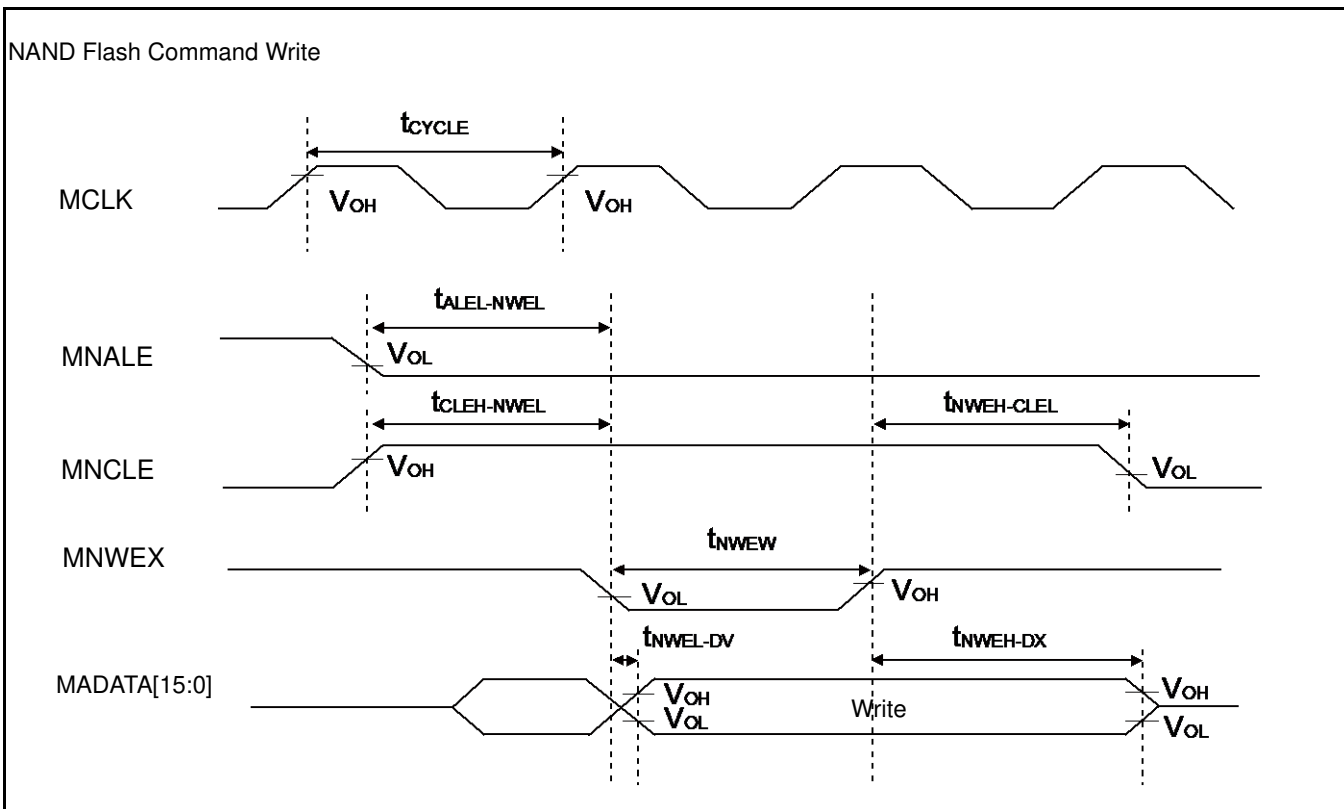 NAND Flash Command Write
tCYCLE
MCLK
VOH VOH
tALEL-NWEL
MNALE
VOL
tCLEH-NWEL tNWEH-CLEL
MNCLE
VOH VOL
MNWEX
tNWEW
VOL VOH
tNWEL-DV tNWEH-DX
MADATA[15:0]
VOH Write VOH
VOL VOL